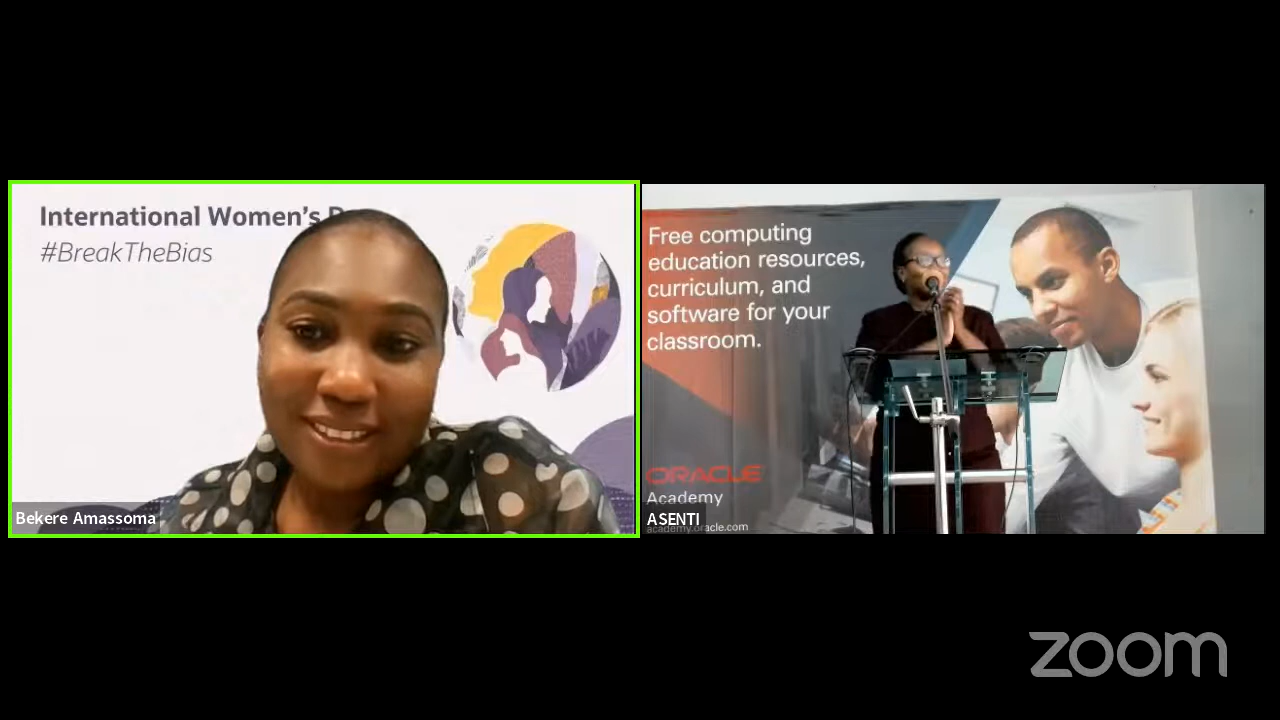 International Women's D
#BreakTheBias
Bekere Amassoma
Free computing
education resources,
curriculum, and
software for your
classroom.
ORACLE
Academy
ASENTI
academy.oracle.com
zoom